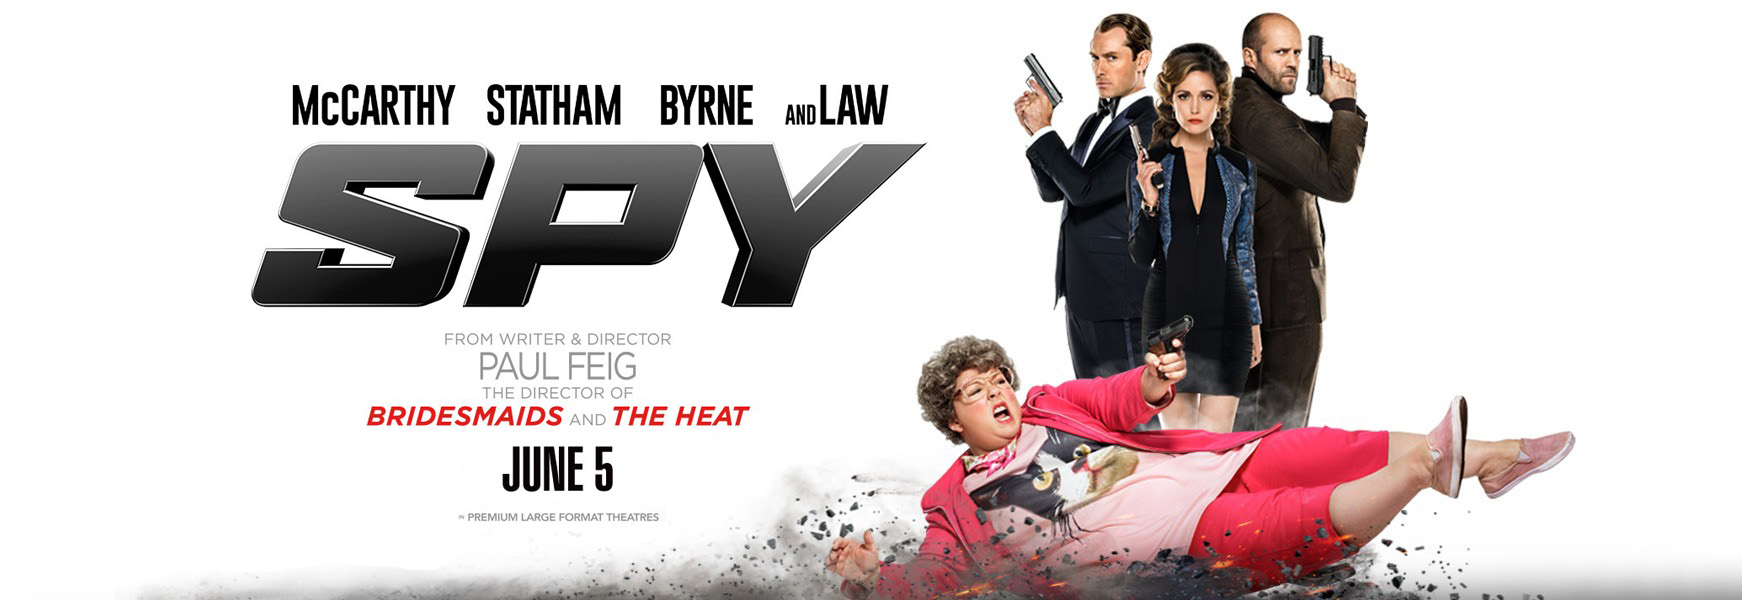 McCARTHY STATHAM BYRNE AND LAW
SPY
FROM WRITER & DIRECTOR
PAUL FEIG
THE DIRECTOR OF
BRIDESMAIDS AND THE HEAT
JUNE 5
IN PREMIUM LARGE FORMAT THEATRES